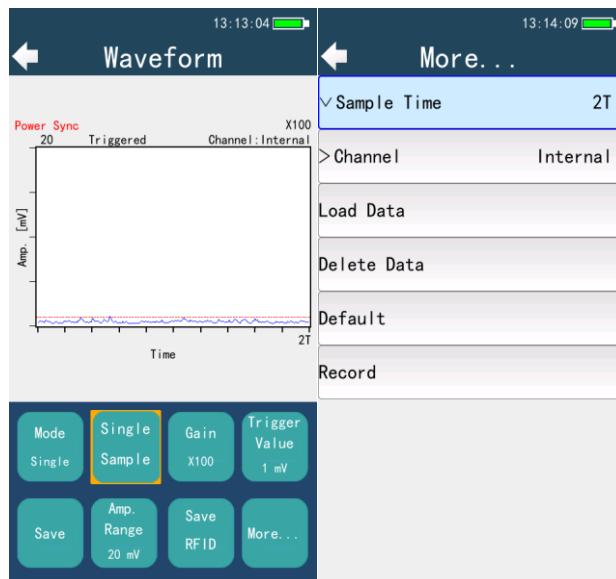 13:13:04
Waveform
Power Sync
X100
20 Triggered Channel:Internal
Amp. [mV]
2T
Time
Mode
Single
Single
Sample
Gain
X100
Trigger
Value
1 mV
Save
Amp.
Range
20 mV
Save
RFID
More...
13:14:09
More...
Sample Time 2T
Channel Internal
Load Data
Delete Data
Default
Record